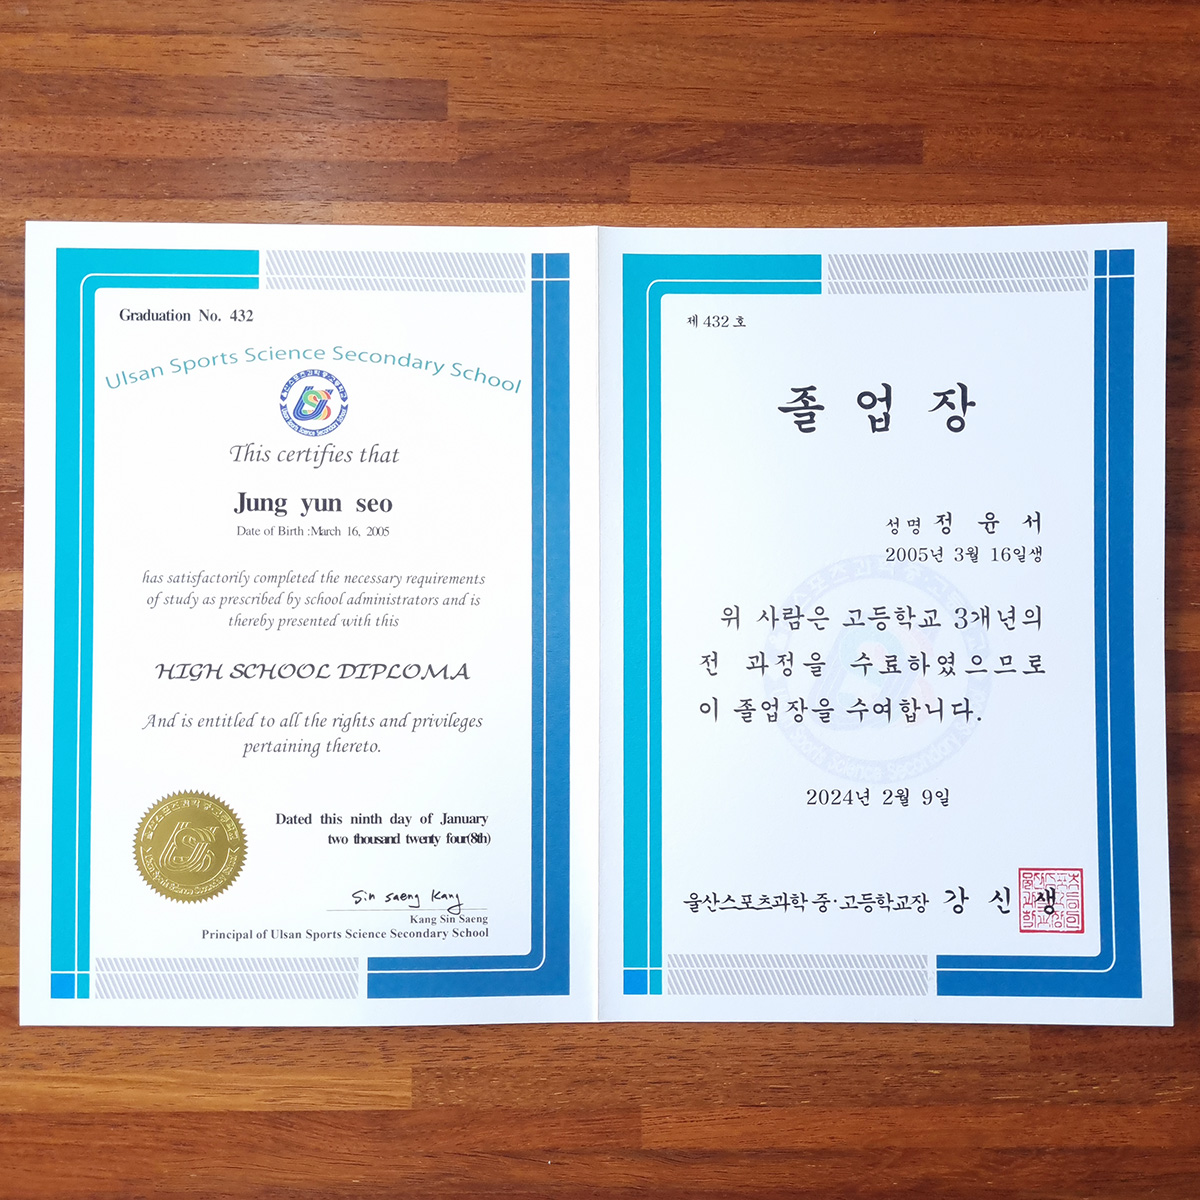 Graduation No. 432
Ulsan Sports Science Secondary School
This certifies that
Jung yun seo
Date of Birth :March 16, 2005
has satisfactorily completed the necessary requirements
of study as prescribed by school administrators and is
thereby presented with this
HIGH SCHOOL DIPLOMA
And is entitled to all the rights and privileges
pertaining thereto.
Dated this ninth day of January
two thousand twenty four(8th)
Sin saeng Kang
Kang Sin Saeng
Principal of Ulsan Sports Science Secondary School
제 432 호
졸 업 장
성명 정 윤 서
2005년 3월 16일생
위 사람은 고등학교 3개년의
전 과정을 수료하였으므로
이 졸업장을 수여합니다.
2024년 2월 9일
울산스포츠과학 중·고등학교장 강 신 생